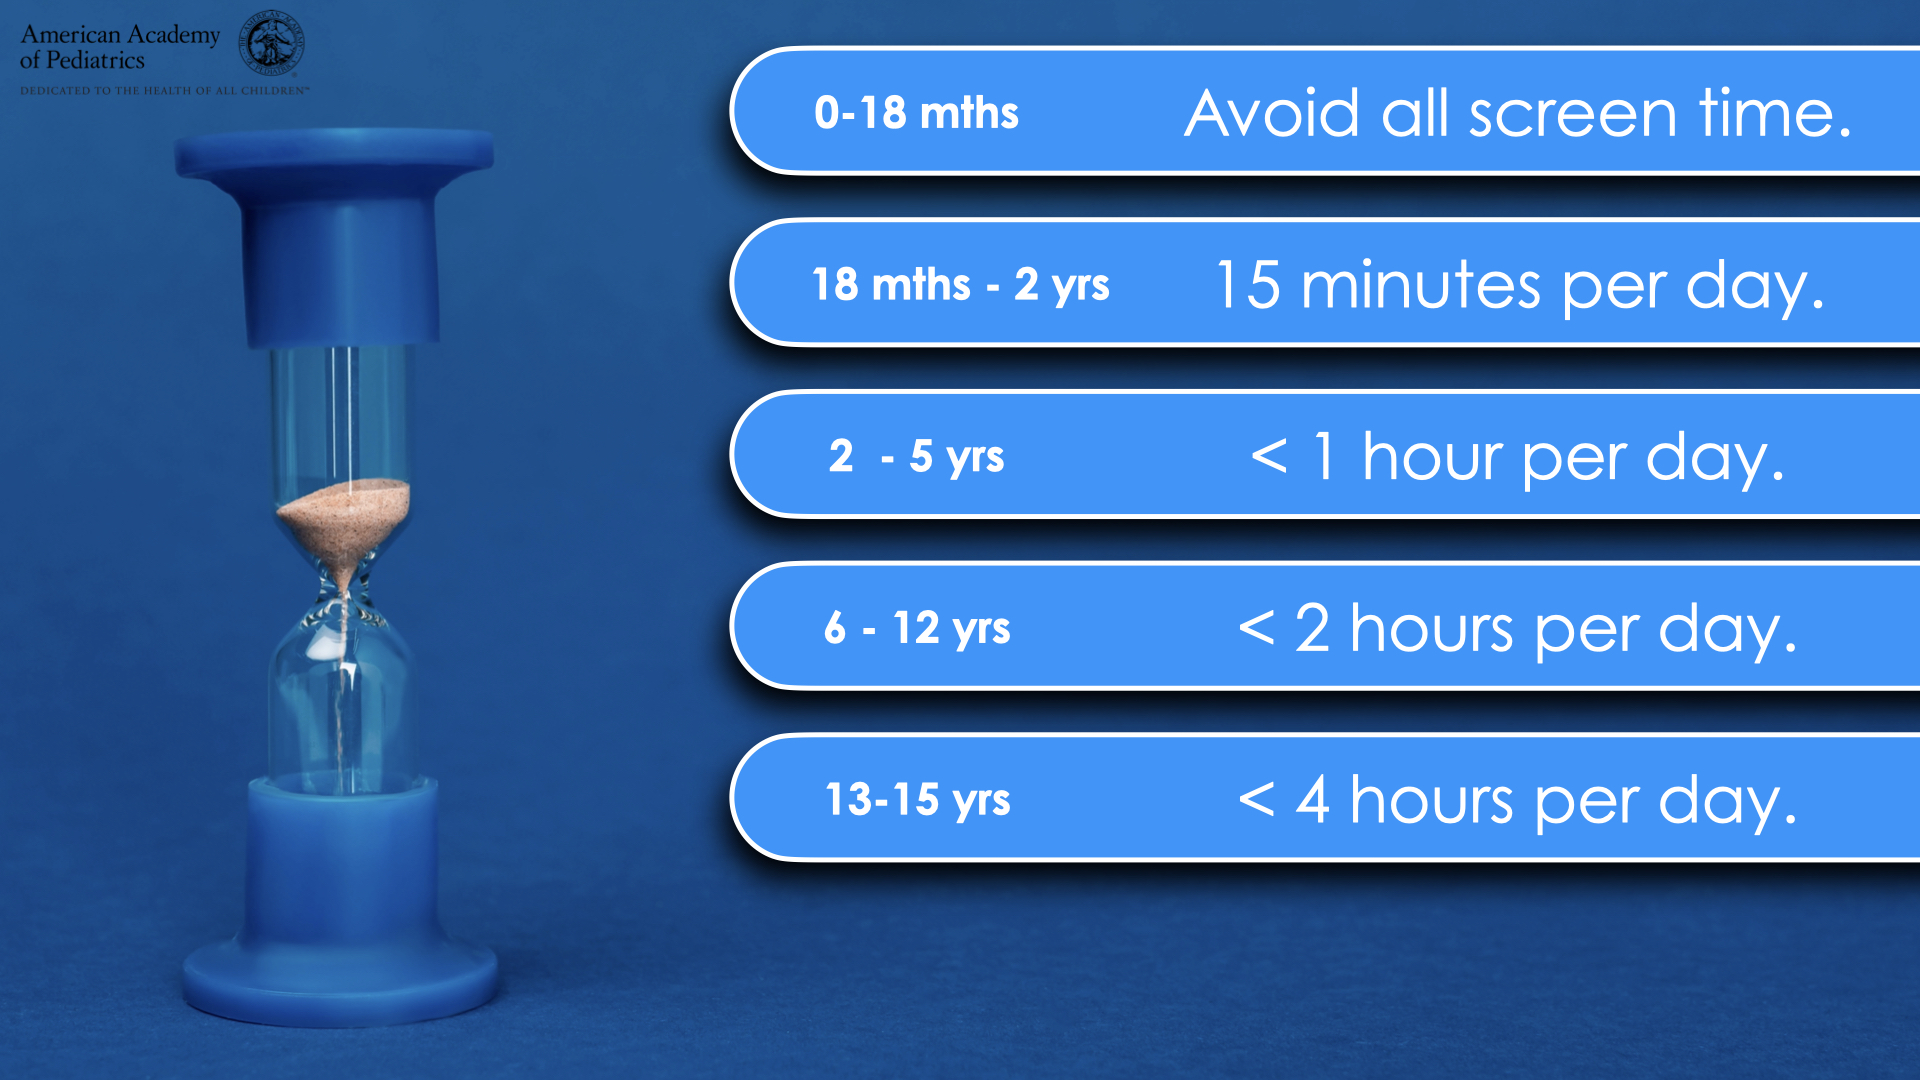 American Academy
of Pediatrics
DEDICATED TO THE HEALTH OF ALL CHILDREN™
0-18 mths Avoid all screen time.
18 mths - 2 yrs 15 minutes per day.
2 - 5 yrs < 1 hour per day.
6 - 12 yrs < 2 hours per day.
13-15 yrs < 4 hours per day.